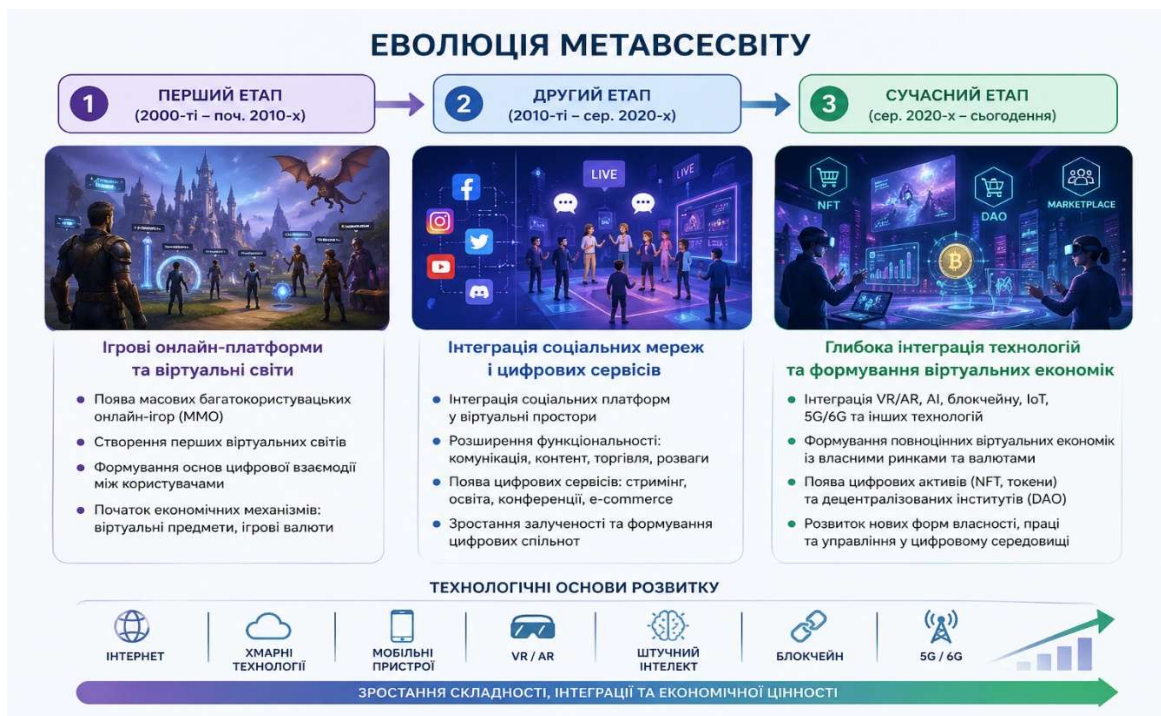 ЕВОЛЮЦІЯ МЕТАВСЕСВІТУ
1
ПЕРШИЙ ЕТАП
(2000-ті – поч. 2010-х)
2
ДРУГИЙ ЕТАП
(2010-ті – сер. 2020-х)
3
СУЧАСНИЙ ЕТАП
(сер. 2020-х – сьогодення)
LIVE
LIVE
NFT
DAO
MARKETPLACE
Ігрові онлайн-платформи
та віртуальні світи
• Поява масових багатокористувацьких
онлайн-ігор (MMO)
• Створення перших віртуальних світів
• Формування основ цифрової взаємодії
між користувачами
• Початок економічних механізмів:
віртуальні предмети, ігрові валюти
Інтеграція соціальних мереж
і цифрових сервісів
• Інтеграція соціальних платформ
у віртуальні простори
• Розширення функціональності:
комунікація, контент, торгівля, розваги
• Поява цифрових сервісів: стримінг,
освіта, конференції, e-commerce
• Зростання залученості та формування
цифрових спільнот
Глибока інтеграція технологій
та формування віртуальних економік
• Інтеграція VR/AR, AI, блокчейну, IoT,
5G/6G та інших технологій
• Формування повноцінних віртуальних економік
із власними ринками та валютами
• Поява цифрових активів (NFT, токени)
та децентралізованих інститутів (DAO)
• Розвиток нових форм власності, праці
та управління у цифровому середовищі
ТЕХНОЛОГІЧНІ ОСНОВИ РОЗВИТКУ
ІНТЕРНЕТ
ХМАРНІ
ТЕХНОЛОГІЇ
МОБІЛЬНІ
ПРИСТРОЇ
VR / AR
ШТУЧНИЙ
ІНТЕЛЕКТ
БЛОКЧЕЙН
5G / 6G
ЗРОСТАННЯ СКЛАДНОСТІ, ІНТЕГРАЦІЇ ТА ЕКОНОМІЧНОЇ ЦІННОСТІ